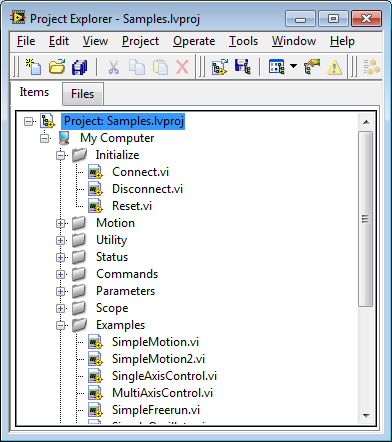 Project Explorer - Samples.lvproj
File Edit View Project Operate Tools Window Help
Items Files
Project: Samples.lvproj
My Computer
Initialize
Connect.vi
Disconnect.vi
Reset.vi
Motion
Utility
Status
Commands
Parameters
Scope
Examples
SimpleMotion.vi
SimpleMotion2.vi
SingleAxisControl.vi
MultiAxisControl.vi
SimpleFreerun.vi